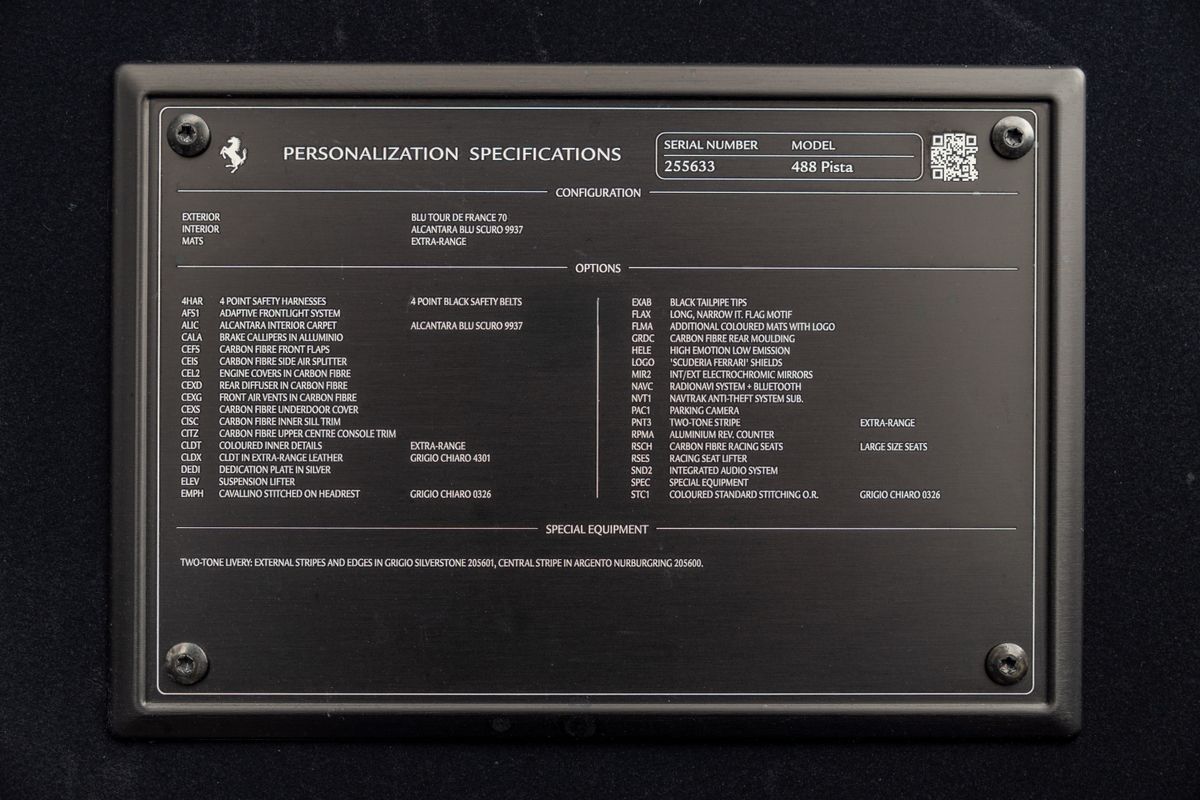 PERSONALIZATION SPECIFICATIONS
SERIAL NUMBER MODEL
255633 488 Pista
CONFIGURATION
EXTERIOR BLU TOUR DE FRANCE 70
INTERIOR ALCANTARA BLU SCURO 9937
MATS EXTRA-RANGE
OPTIONS
4HAR 4 POINT SAFETY HARNESSES 4 POINT BLACK SAFETY BELTS
AFS1 ADAPTIVE FRONTLIGHT SYSTEM
ALIC ALCANTARA INTERIOR CARPET ALCANTARA BLU SCURO 9937
CALA BRAKE CALLIPERS IN ALLUMINIO
CEFS CARBON FIBRE FRONT FLAPS
CEIS CARBON FIBRE SIDE AIR SPLITTER
CEL2 ENGINE COVERS IN CARBON FIBRE
CEXD REAR DIFFUSER IN CARBON FIBRE
CEXG FRONT AIR VENTS IN CARBON FIBRE
CEXS CARBON FIBRE UNDERDOOR COVER
CISC CARBON FIBRE INNER SILL TRIM
CITZ CARBON FIBRE UPPER CENTRE CONSOLE TRIM
CLDT COLOURED INNER DETAILS EXTRA-RANGE
CLDX CLDT IN EXTRA-RANGE LEATHER GRIGIO CHIARO 4301
DEDI DEDICATION PLATE IN SILVER
ELEV SUSPENSION LIFTER
EMPH CAVALLINO STITCHED ON HEADREST GRIGIO CHIARO 0326
EXAB BLACK TAILPIPE TIPS
FLAX LONG, NARROW IT. FLAG MOTIF
FLMA ADDITIONAL COLOURED MATS WITH LOGO
GRDC CARBON FIBRE REAR MOULDING
HELE HIGH EMOTION LOW EMISSION
LOGO 'SCUDERIA FERRARI' SHIELDS
MIR2 INT/EXT ELECTROCHROMIC MIRRORS
NAVC RADIONAVI SYSTEM + BLUETOOTH
NVT1 NAVTRAK ANTI-THEFT SYSTEM SUB.
PAC1 PARKING CAMERA
PNT3 TWO-TONE STRIPE EXTRA-RANGE
RPMA ALUMINIUM REV. COUNTER
RSCH CARBON FIBRE RACING SEATS LARGE SIZE SEATS
RSES RACING SEAT LIFTER
SND2 INTEGRATED AUDIO SYSTEM
SPEC SPECIAL EQUIPMENT
STC1 COLOURED STANDARD STITCHING O.R. GRIGIO CHIARO 0326
SPECIAL EQUIPMENT
TWO-TONE LIVERY: EXTERNAL STRIPES AND EDGES IN GRIGIO SILVERSTONE 205601, CENTRAL STRIPE IN ARGENTO NURBURGRING 205600.